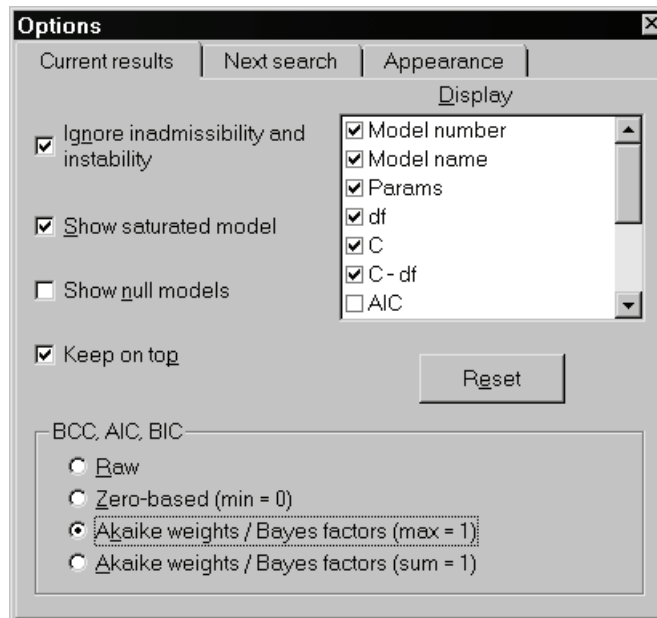 Options
Current results
Next search
Appearance
Display
Ignore inadmissibility and
instability
Show saturated model
Show null models
Keep on top
Model number
Model name
Params
df
C
C - df
AIC
Reset
BCC, AIC, BIC
Raw
Zero-based (min = 0)
Akaike weights / Bayes factors (max = 1)
Akaike weights / Bayes factors (sum = 1)